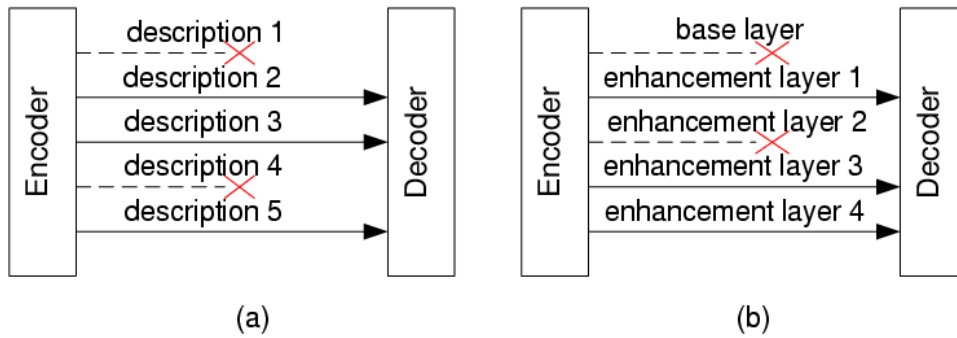 Encoder
description 1
description 2
description 3
description 4
description 5
Decoder
(a)
Encoder
base layer
enhancement layer 1
enhancement layer 2
enhancement layer 3
enhancement layer 4
Decoder
(b)